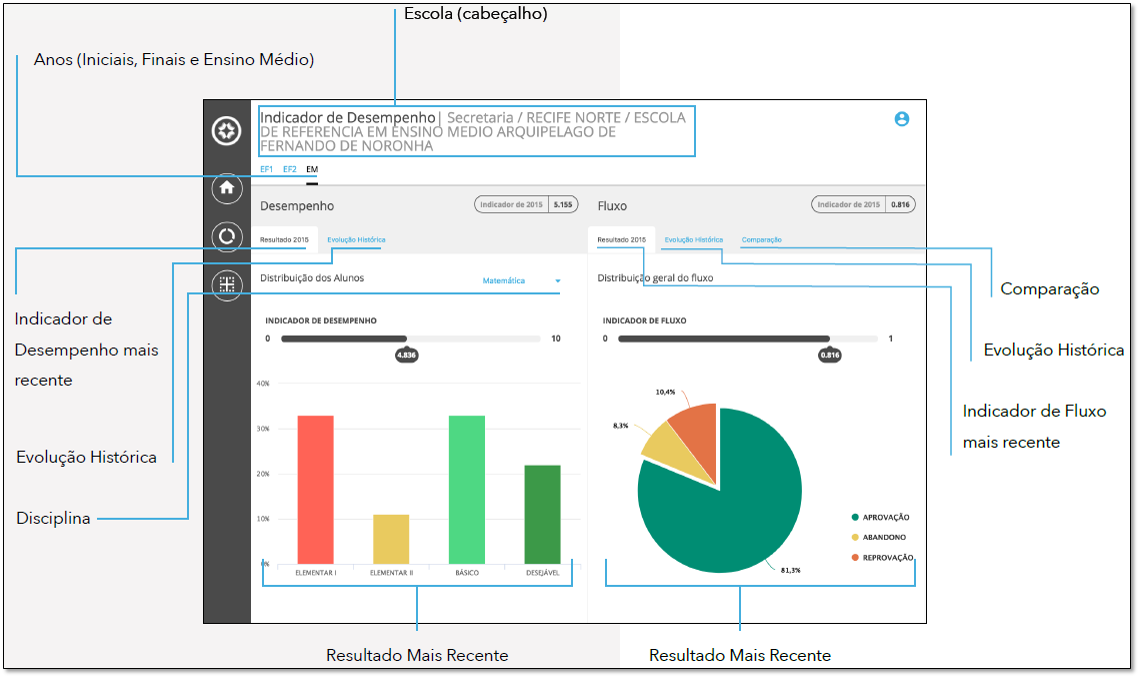 Escola (cabeçalho)
Anos (Iniciais, Finais e Ensino Médio)
Indicador de Desempenho| Secretaria / RECIFE NORTE / ESCOLA
DE REFERENCIA EM ENSINO MEDIO ARQUIPELAGO DE
FERNANDO DE NORONHA
EF1 EF2 EM
Desempenho
Indicador de 2015 5.155
Fluxo
Indicador de 2015 0.816
Resultado 2015
Evolução Histórica
Resultado 2015
Evolução Histórica
Comparação
Distribuição dos Alunos
Matemática
Distribuição geral do fluxo
Comparação
Indicador de
Desempenho mais
recente
INDICADOR DE DESEMPENHO
0
10
4.836
INDICADOR DE FLUXO
0
1
0.816
Evolução Histórica
40%
30%
20%
10%
0%
ELEMENTAR I
ELEMENTAR II
BÁSICO
DESEJÁVEL
10,4%
8,3%
81,3%
APROVAÇÃO
ABANDONO
REPROVAÇÃO
Indicador de Fluxo
mais recente
Evolução Histórica
Disciplina
Resultado Mais Recente
Resultado Mais Recente